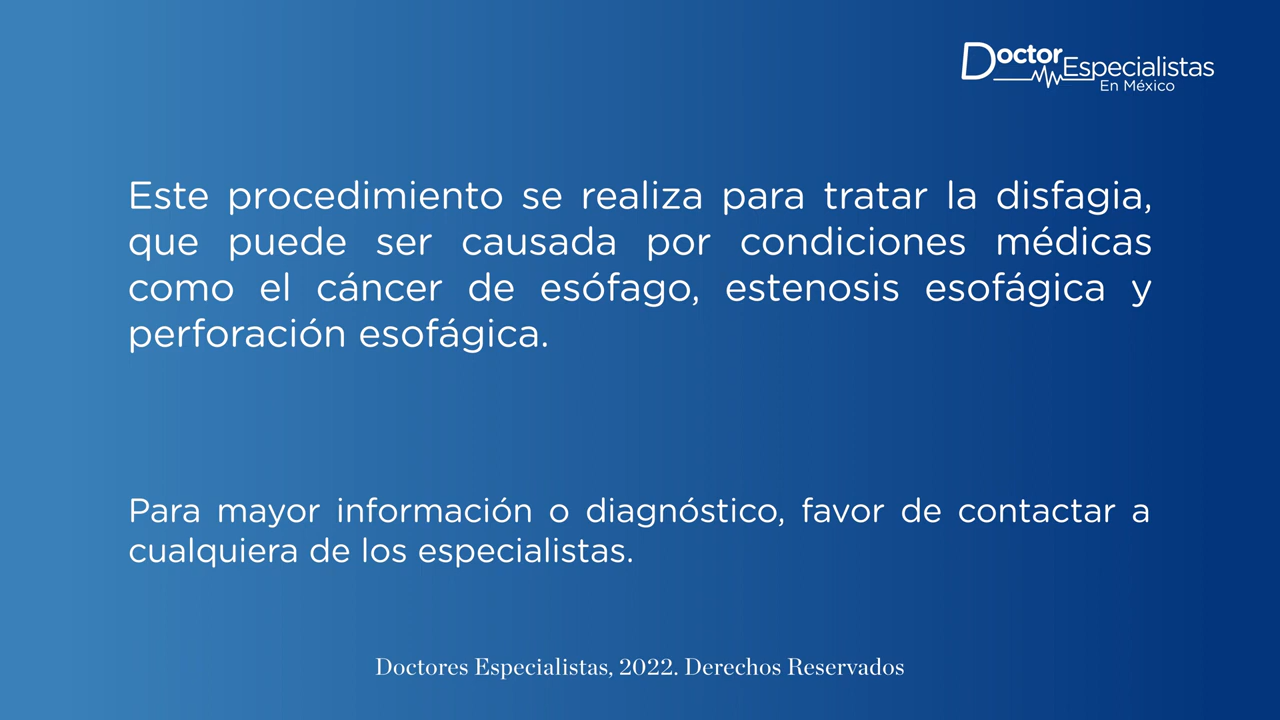 Doctor
Especialistas
En México
Este procedimiento se realiza para tratar la disfagia,
que puede ser causada por condiciones médicas
como el cáncer de esófago, estenosis esofágica y
perforación esofágica.
Para mayor información o diagnóstico, favor de contactar a
cualquiera de los especialistas.
Doctores Especialistas, 2022. Derechos Reservados